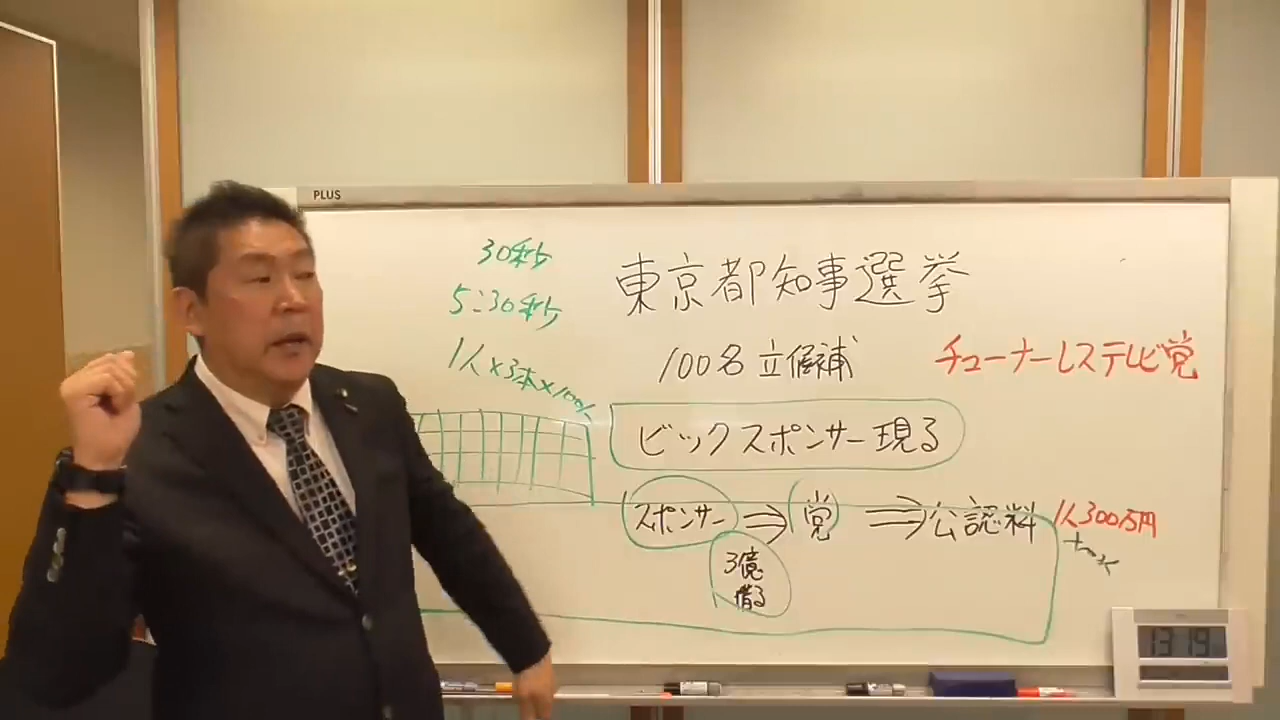 PLUS
30秒
5:30秒
1人×3本×100人
東京都知事選挙
100名立候補
チューナーレステレビ党
ビックスポンサー現る
スポンサー⇒党⇒公認料 1人300万円
3億
借る
13:19